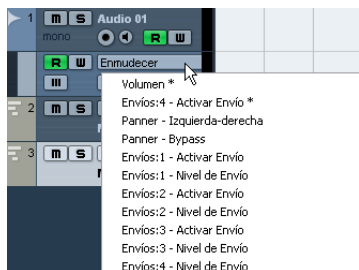 1 m S Audio 01
mono R W
R W Enmudecer
Volumen *
Envíos:4 - Activar Envío *
Panner - Izquierda-derecha
Panner - Bypass
2 m S
Envíos:1 - Activar Envío
Envíos:1 - Nivel de Envío
3 m S
Envíos:2 - Activar Envío
Envíos:2 - Nivel de Envío
Envíos:3 - Activar Envío
Envíos:3 - Nivel de Envío
Envíos:4 - Nivel de Envío